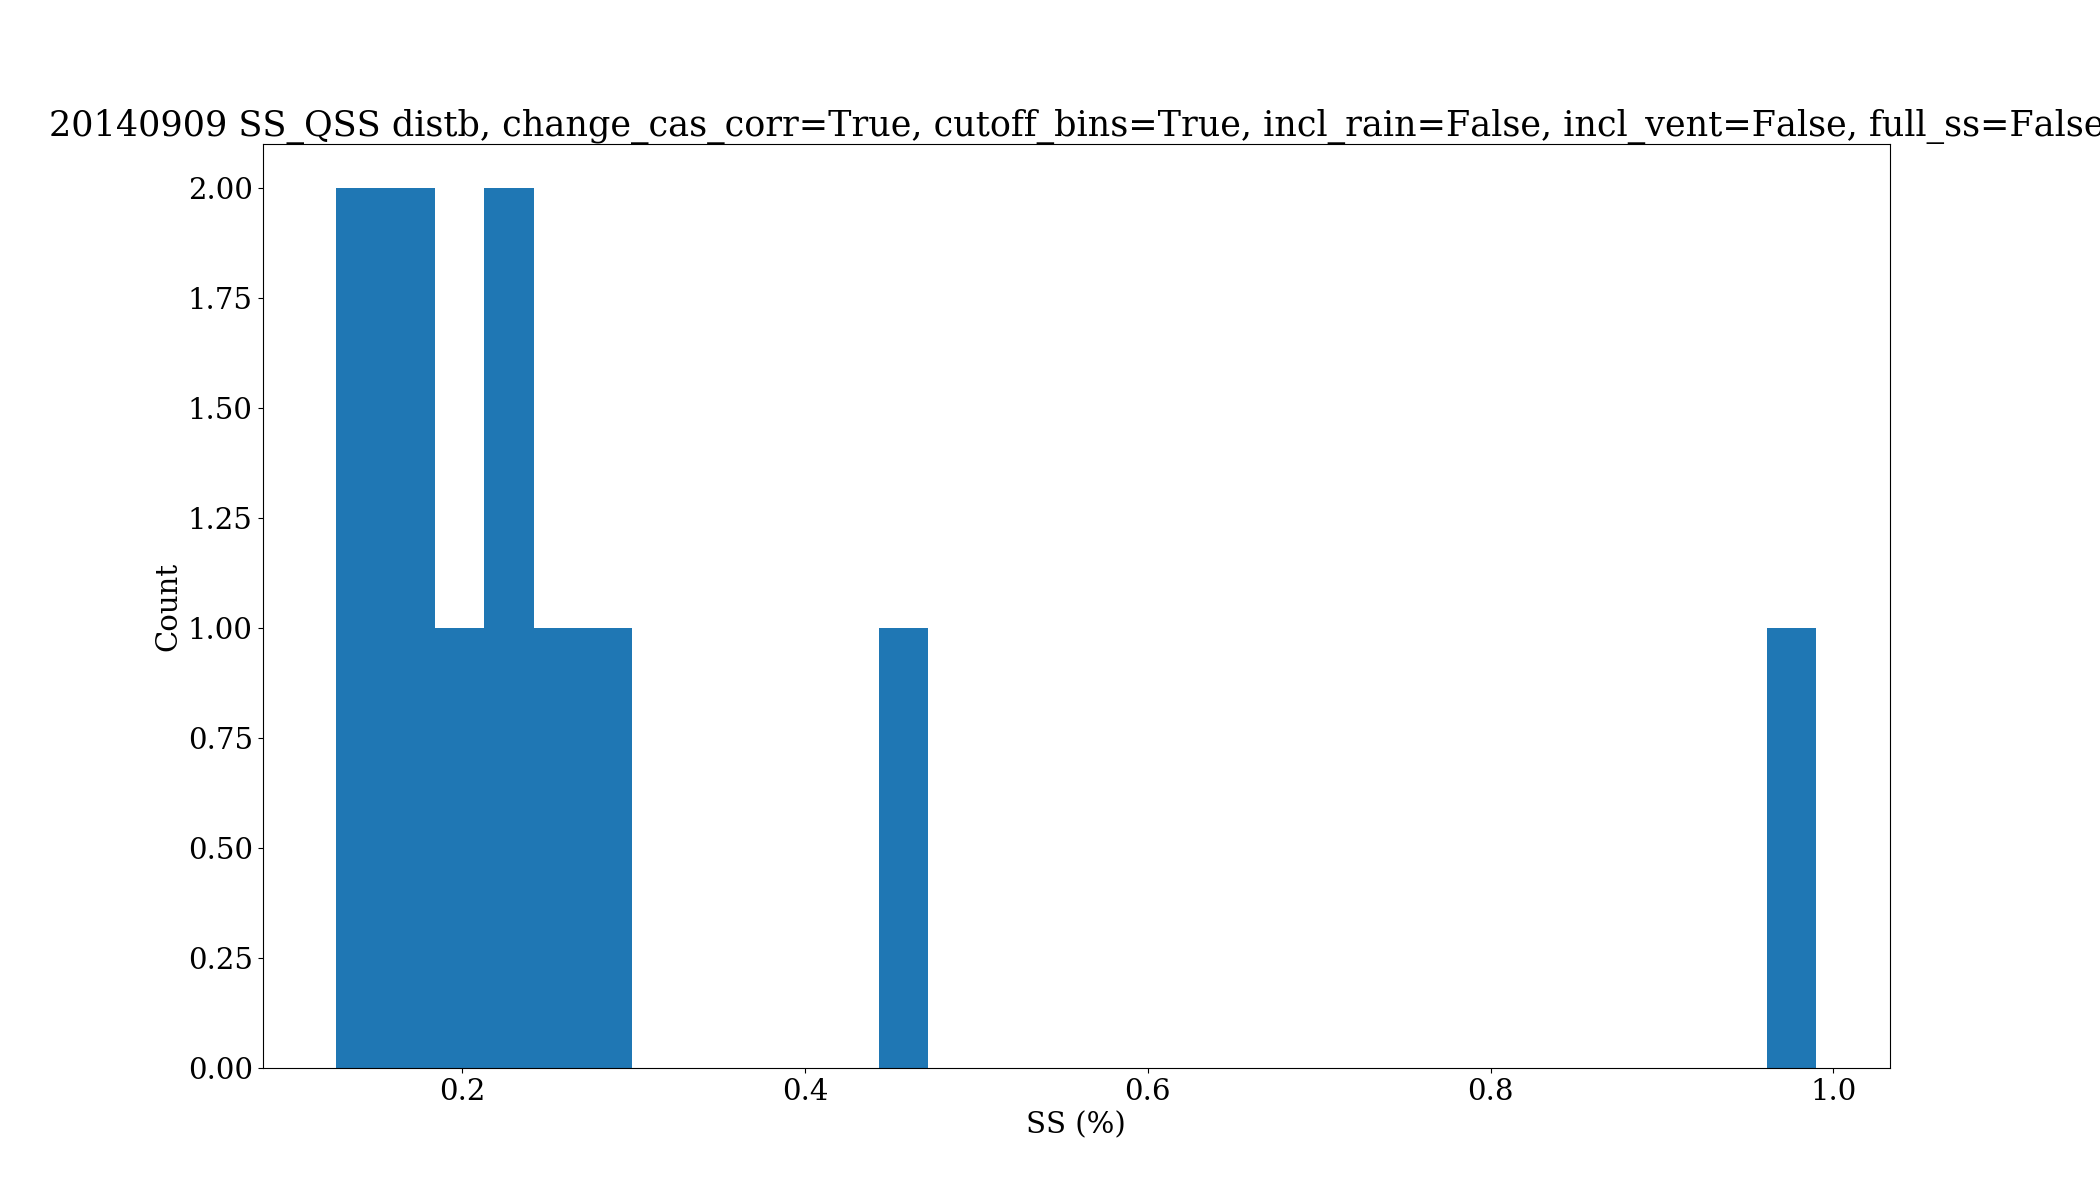 20140909 SS_QSS distb, change_cas_corr=True, cutoff_bins=True, incl_rain=False, incl_vent=False, full_ss=False
2.00
1.75
1.50
1.25
1.00
0.75
0.50
0.25
0.00
Count
0.2 0.4 0.6 0.8 1.0
SS (%)